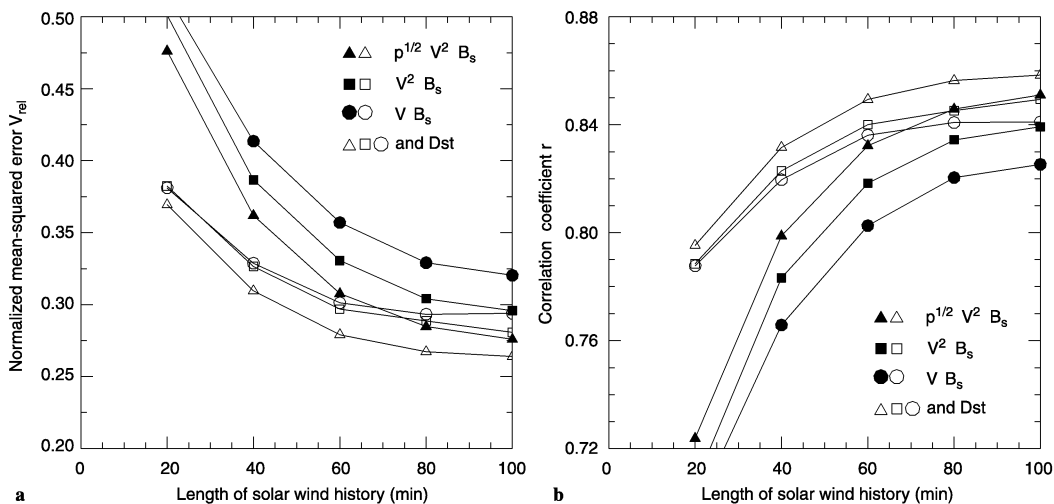 Normalized mean-squared error V_rel
0.50
0.45
0.40
0.35
0.30
0.25
0.20
0
20
40
60
80
100
Length of solar wind history (min)
p^1/2 V^2 B_s
V^2 B_s
V B_s
and Dst
a
Correlation coefficient r
0.88
0.84
0.80
0.76
0.72
0
20
40
60
80
100
Length of solar wind history (min)
p^1/2 V^2 B_s
V^2 B_s
V B_s
and Dst
b